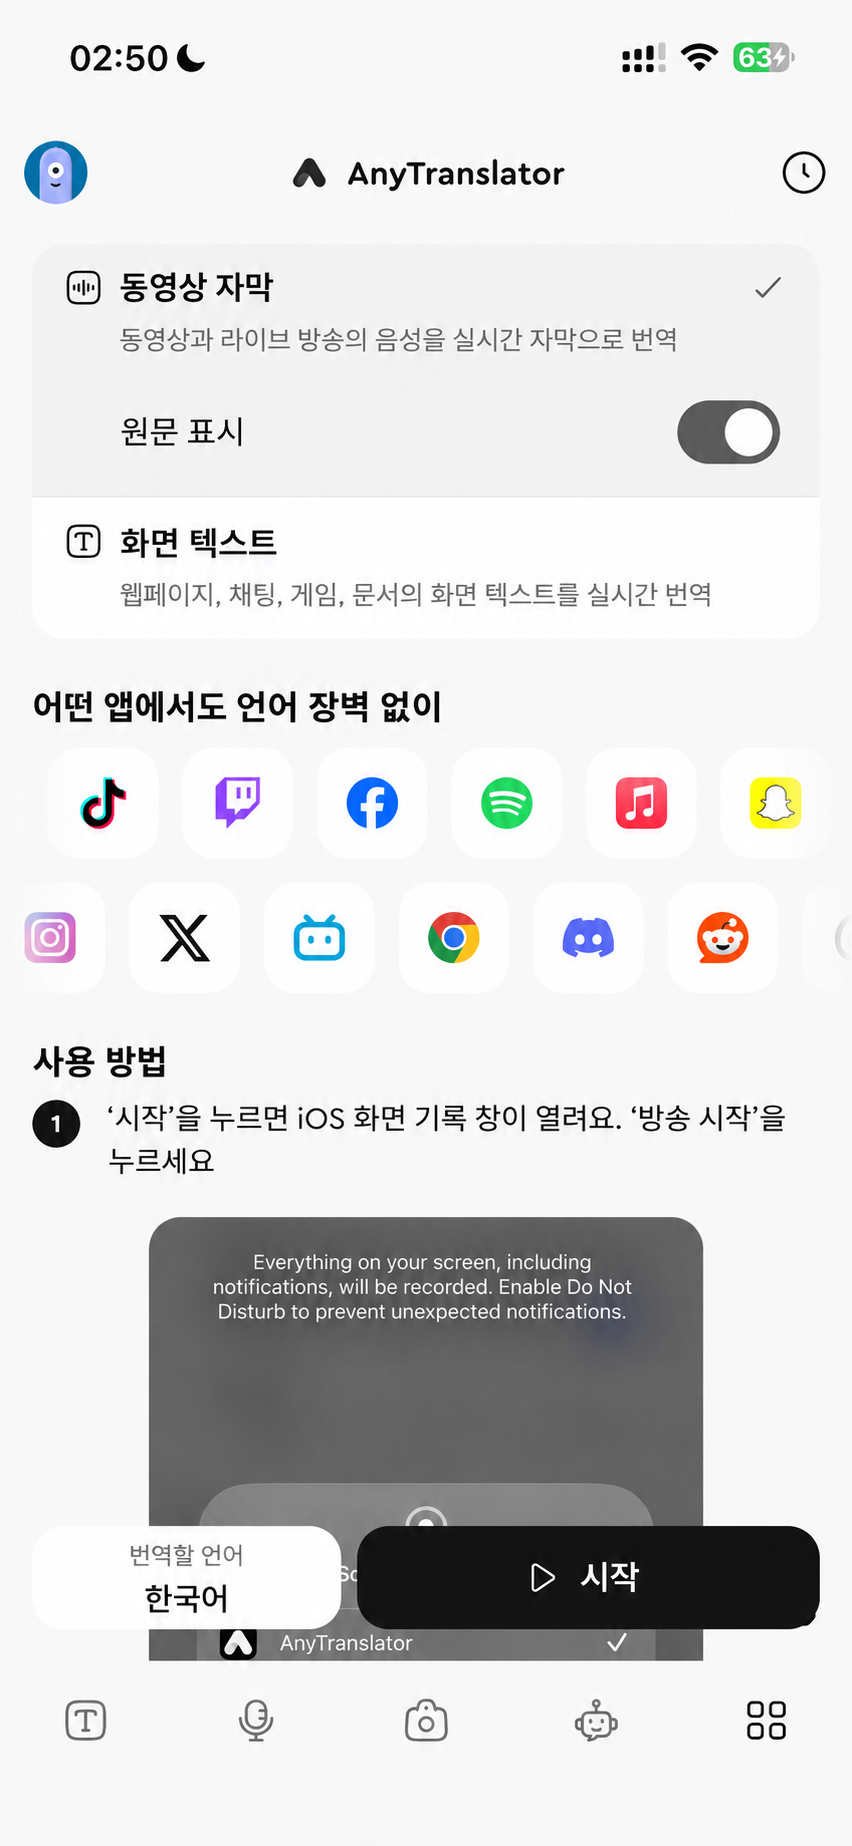 02:50
63
AnyTranslator
동영상 자막
동영상과 라이브 방송의 음성을 실시간 자막으로 번역
원문 표시
화면 텍스트
웹페이지, 채팅, 게임, 문서의 화면 텍스트를 실시간 번역
어떤 앱에서도 언어 장벽 없이
사용 방법
1 ‘시작’을 누르면 iOS 화면 기록 창이 열려요. ‘방송 시작’을
누르세요
Everything on your screen, including
notifications, will be recorded. Enable Do Not
Disturb to prevent unexpected notifications.
번역할 언어
한국어
시작
AnyTranslator